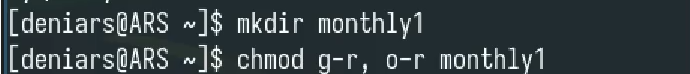 [deniars@ARS ~]$ mkdir monthly1
[deniars@ARS ~]$ chmod g-r, o-r monthly1